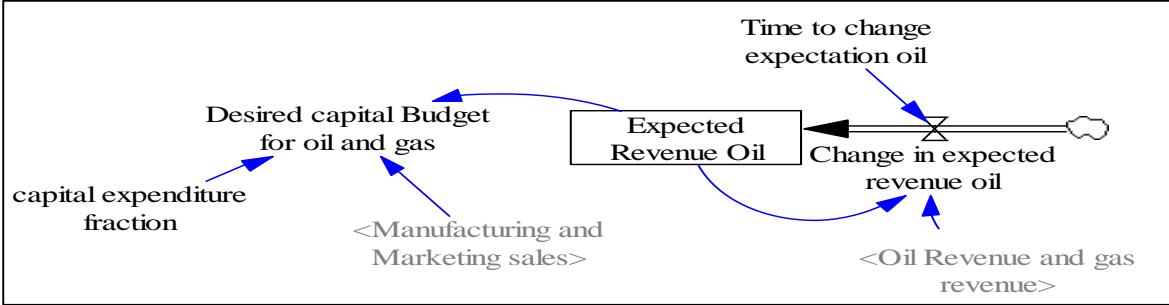 Time to change
expectation oil
Desired capital Budget
for oil and gas
Expected
Revenue Oil
Change in expected
revenue oil
capital expenditure
fraction
<Manufacturing and
Marketing sales>
<Oil Revenue and gas
revenue>